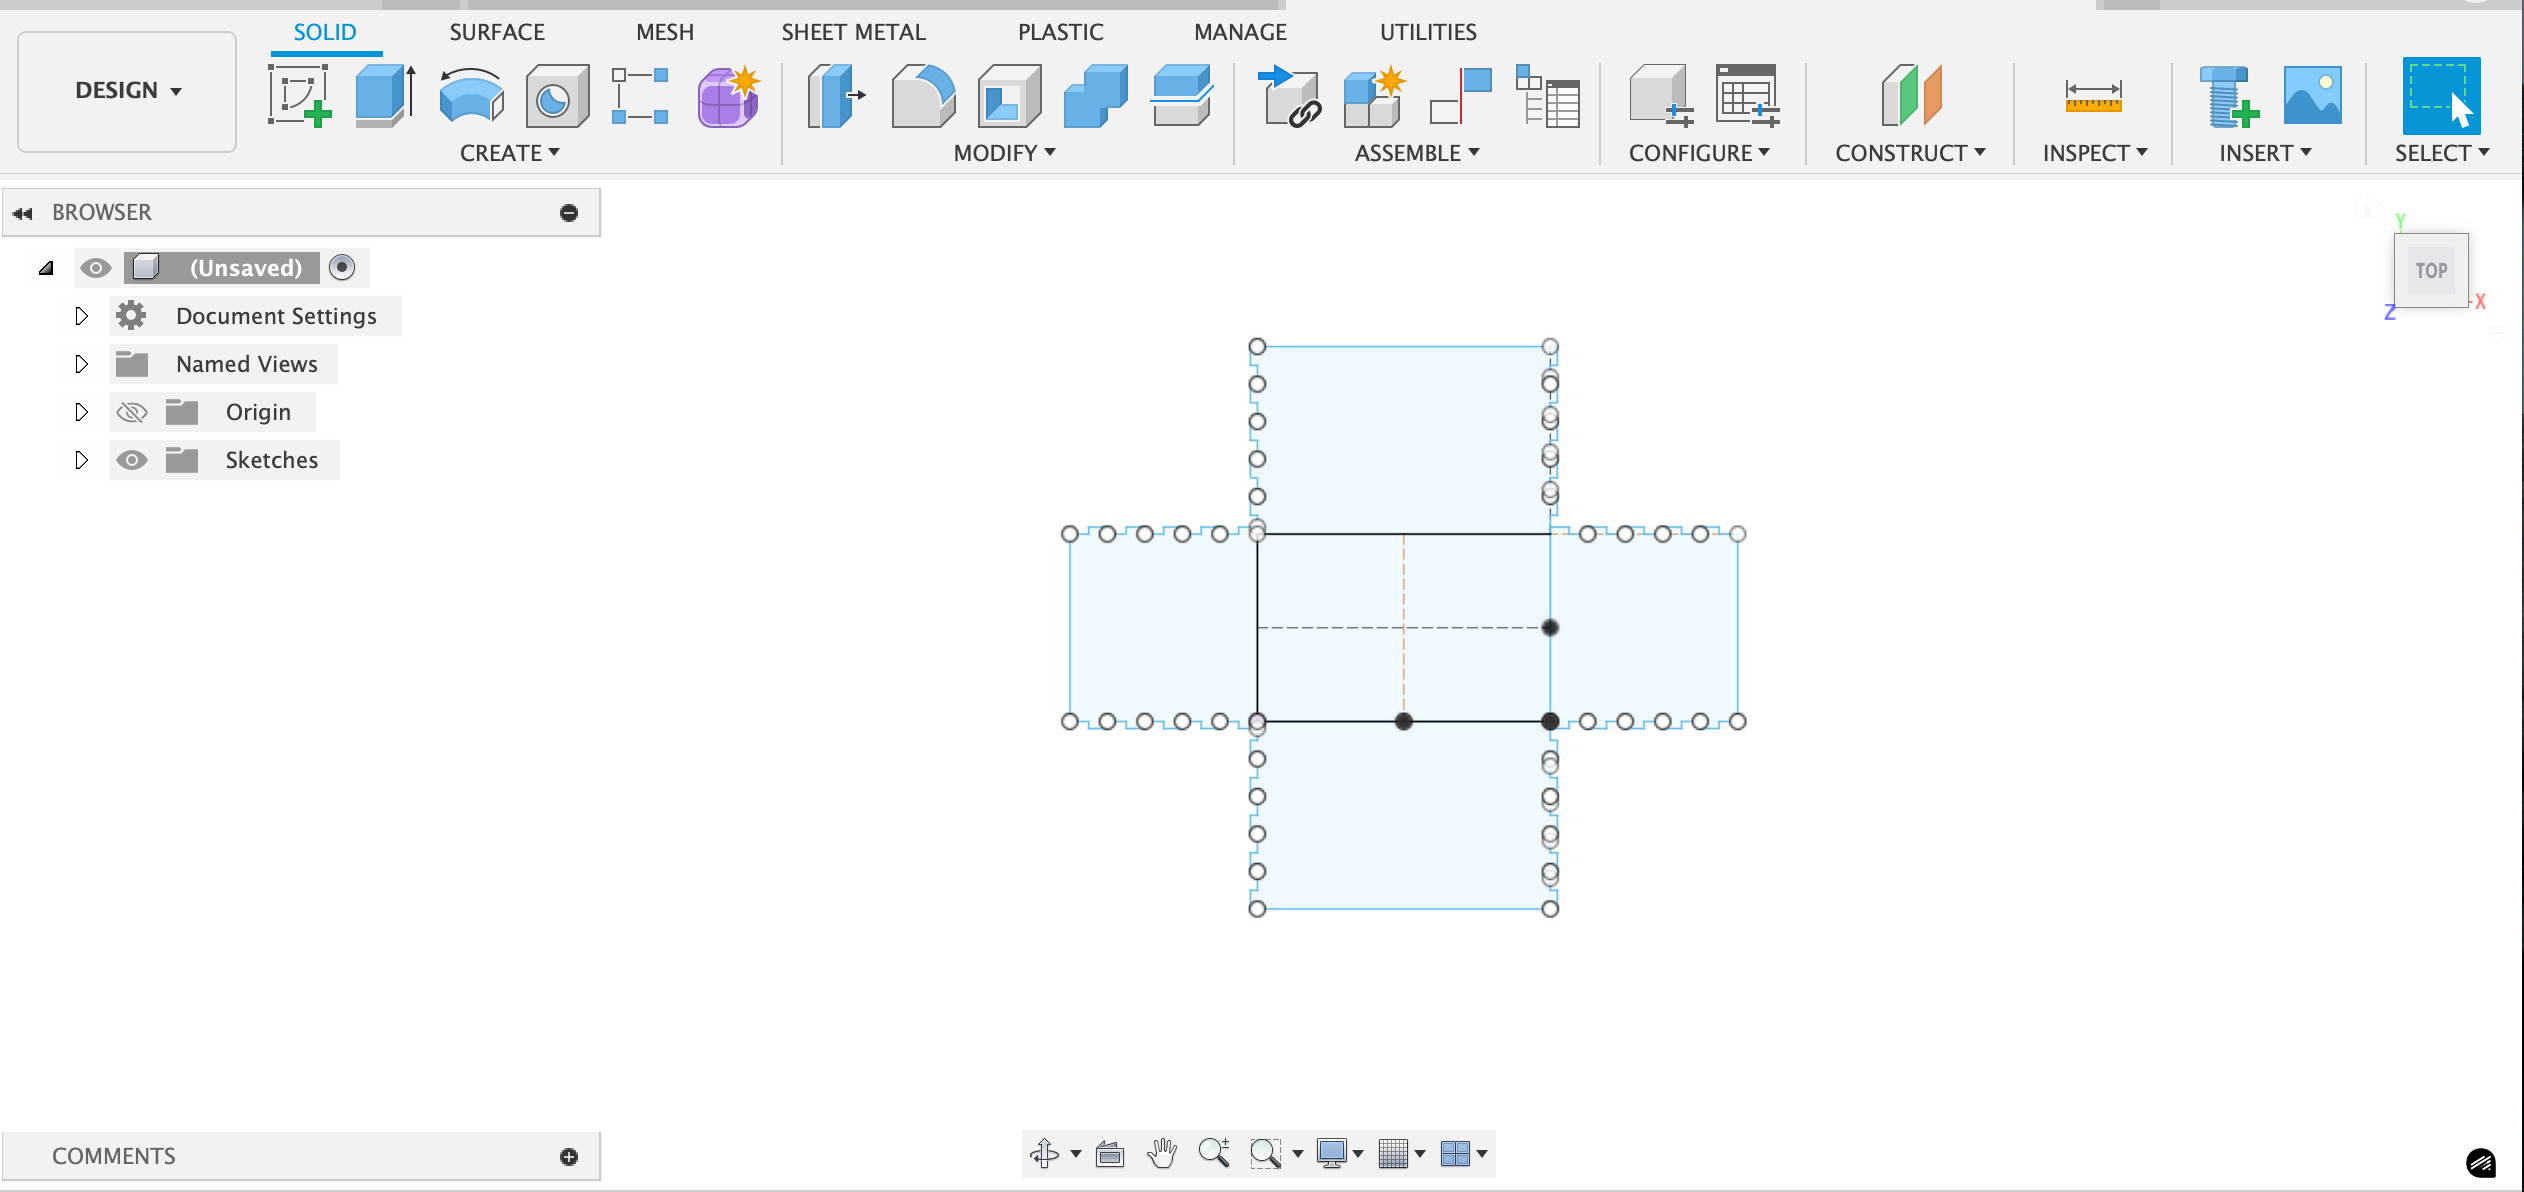 SOLID SURFACE MESH SHEET METAL PLASTIC MANAGE UTILITIES
DESIGN
CREATE MODIFY ASSEMBLE CONFIGURE CONSTRUCT INSPECT INSERT SELECT
BROWSER
(Unsaved)
Document Settings
Named Views
Origin
Sketches
Y
TOP
X
Z
COMMENTS